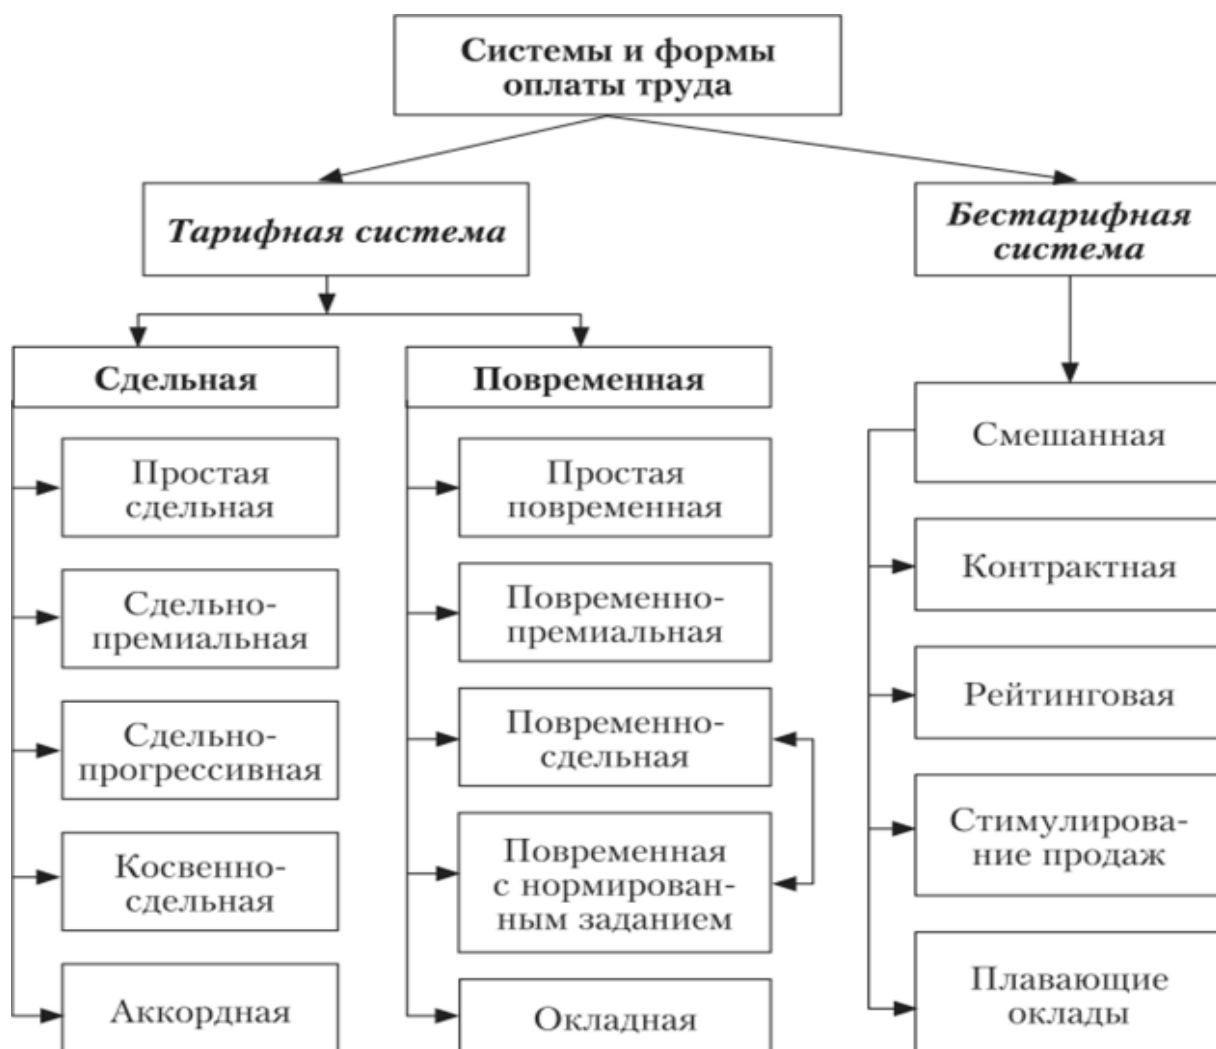 Системы и формы
оплаты труда
Тарифная система
Бестарифная
система
Сдельная
Простая
сдельная
Сдельно-
премиальная
Сдельно-
прогрессивная
Косвенно-
сдельная
Аккордная
Повременная
Простая
повременная
Повременно-
премиальная
Повременно-
сдельная
Повременная
с нормирован-
ным заданием
Окладная
Смешанная
Контрактная
Рейтинговая
Стимулирова-
ние продаж
Плавающие
оклады